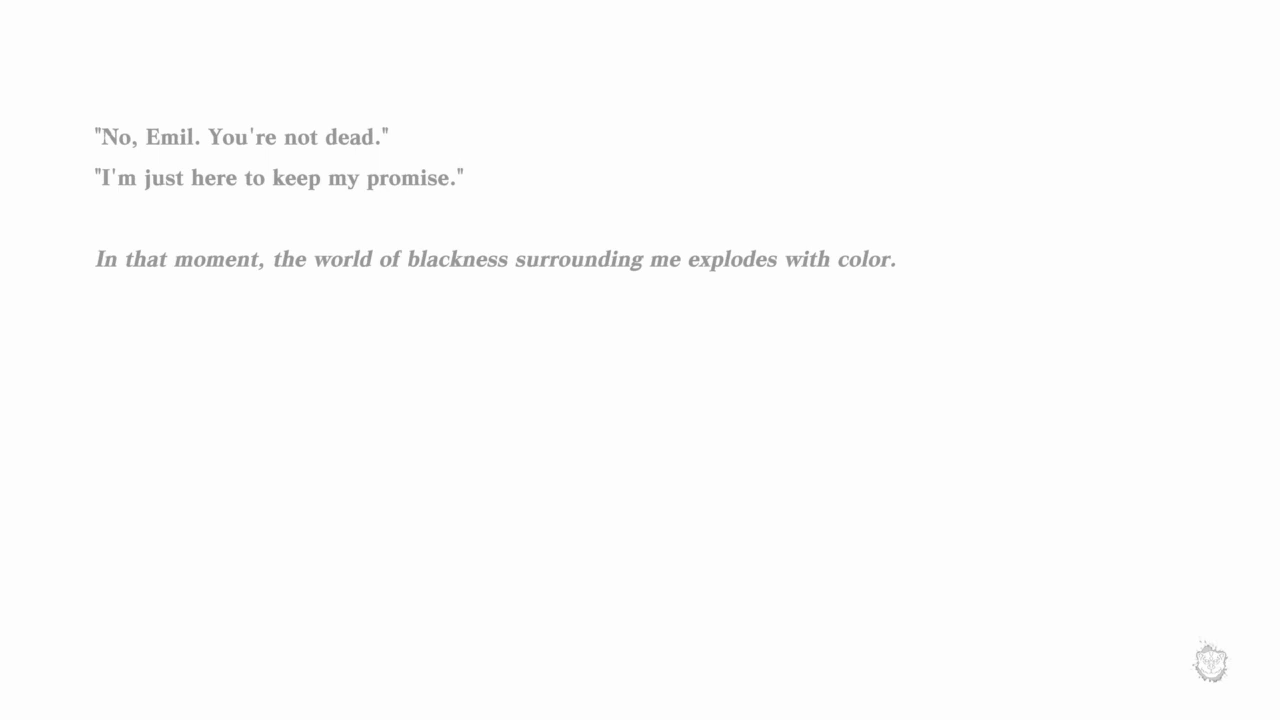 "No, Emil. You're not dead."
"I'm just here to keep my promise."
In that moment, the world of blackness surrounding me explodes with color.